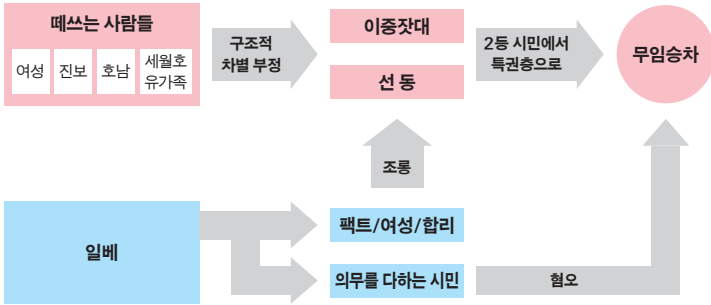 떼쓰는 사람들
여성
진보
호남
세월호
유가족
구조적
차별 부정
이중잣대
선 동
2등 시민에서
특권층으로
무임승차
조롱
일베
팩트/여성/합리
의무를 다하는 시민
혐오